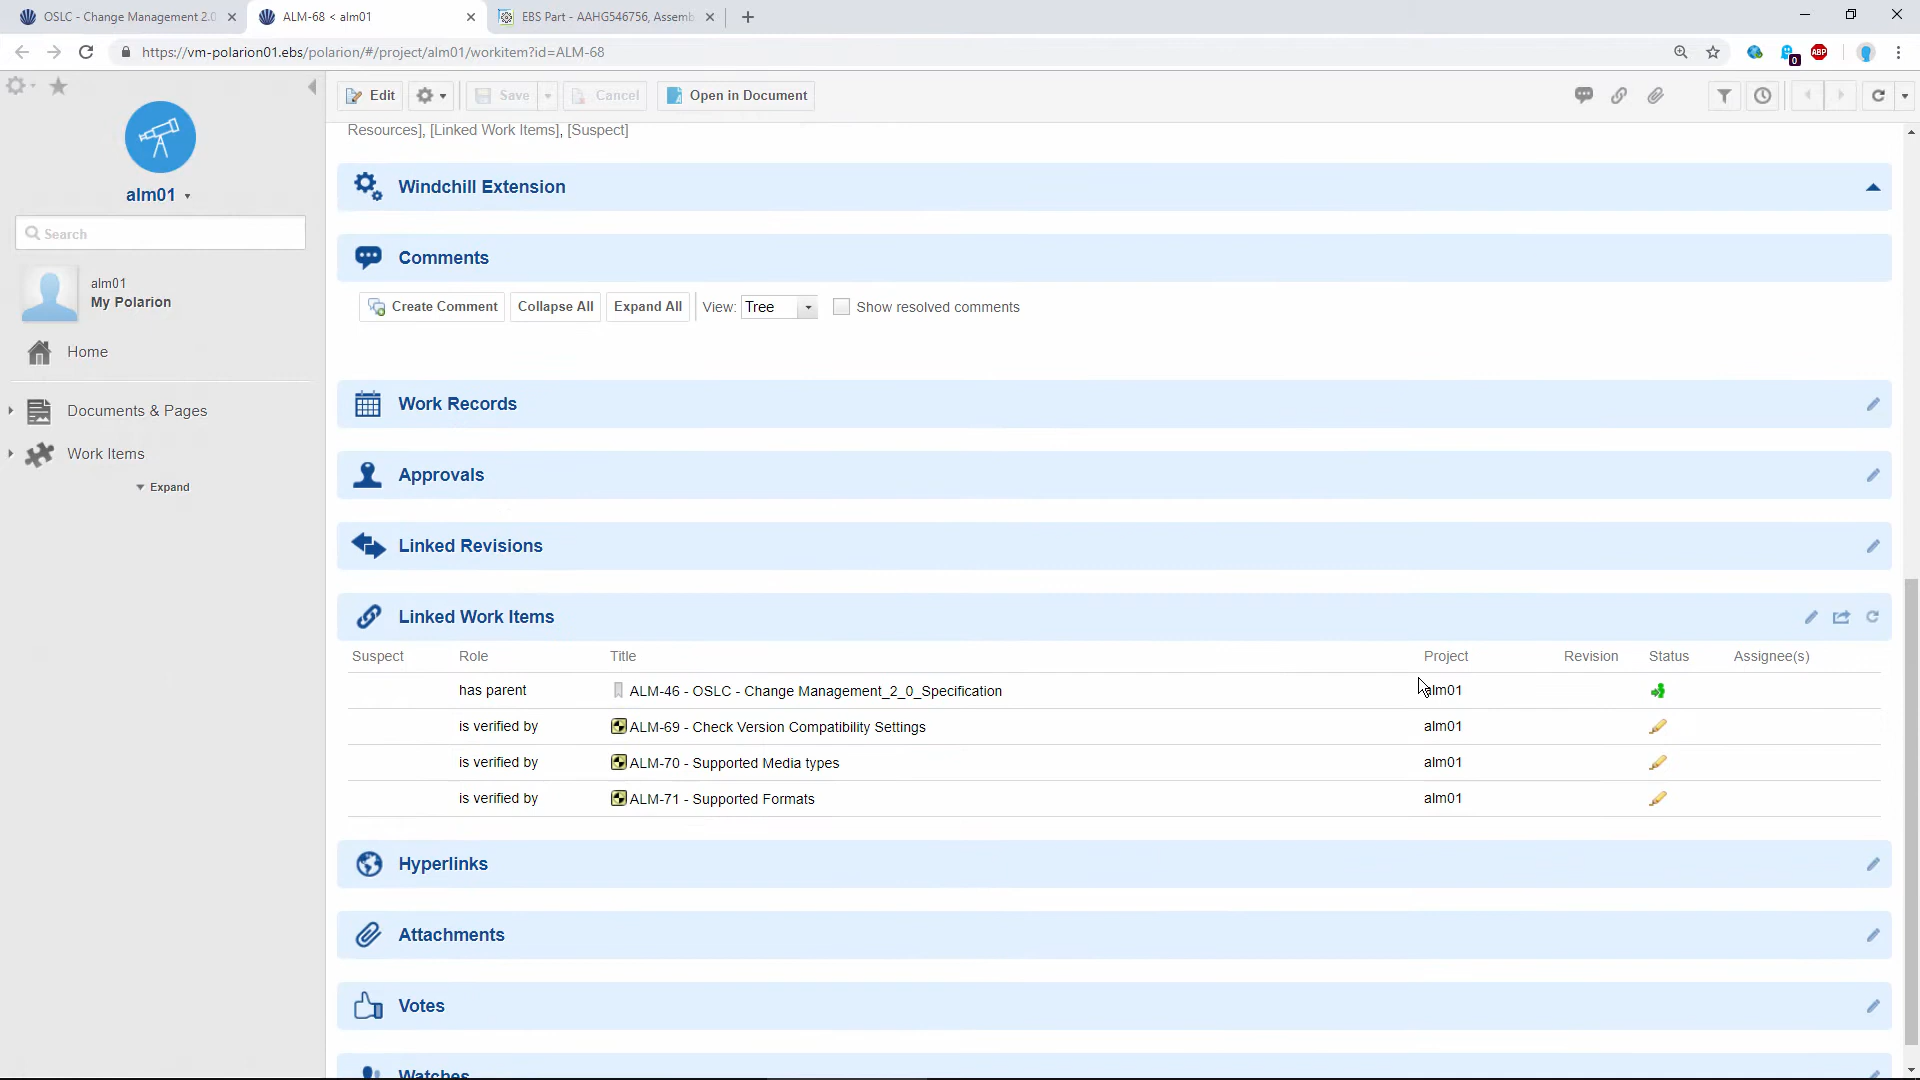 OSLC - Change Management 2.0
ALM-68 < alm01
EBS Part - AAHG546756, Assemb
https://vm-polarion01.ebs/polarion/#/project/alm01/workitem?id=ALM-68
0
ABP
alm01
Search
alm01
My Polarion
Home
Documents & Pages
Work Items
Expand
Edit
Save
Cancel
Open in Document
Resources], [Linked Work Items], [Suspect]
Windchill Extension
Comments
Create Comment
Collapse All
Expand All
View:
Tree
Show resolved comments
Work Records
Approvals
Linked Revisions
Linked Work Items
Suspect Role Title Project Revision Status Assignee(s)
has parent ALM-46 - OSLC - Change Management_2_0_Specification alm01
is verified by ALM-69 - Check Version Compatibility Settings alm01
is verified by ALM-70 - Supported Media types alm01
is verified by ALM-71 - Supported Formats alm01
Hyperlinks
Attachments
Votes
Watches